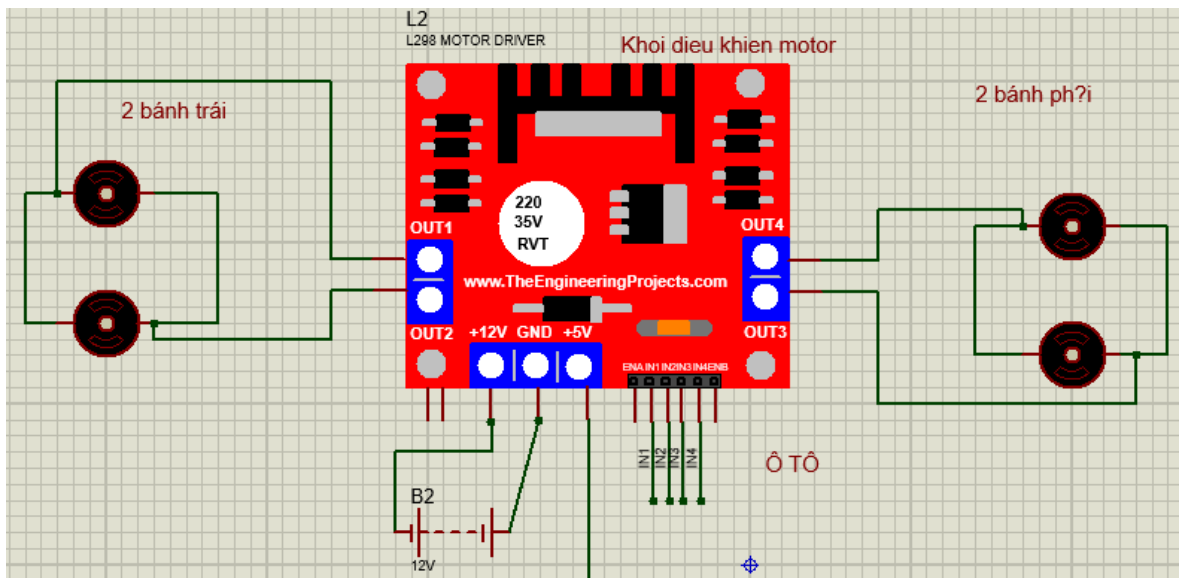 L2
L298 MOTOR DRIVER
Khoi dieu khien motor
2 bánh trái
2 bánh ph?i
220
35V
RVT
OUT1
OUT4
www.TheEngineeringProjects.com
OUT2
+12V GND +5V
OUT3
ENA IN1 IN2 IN3 IN4 ENB
IN1
IN2
IN3
IN4
Ô TÔ
B2
12V